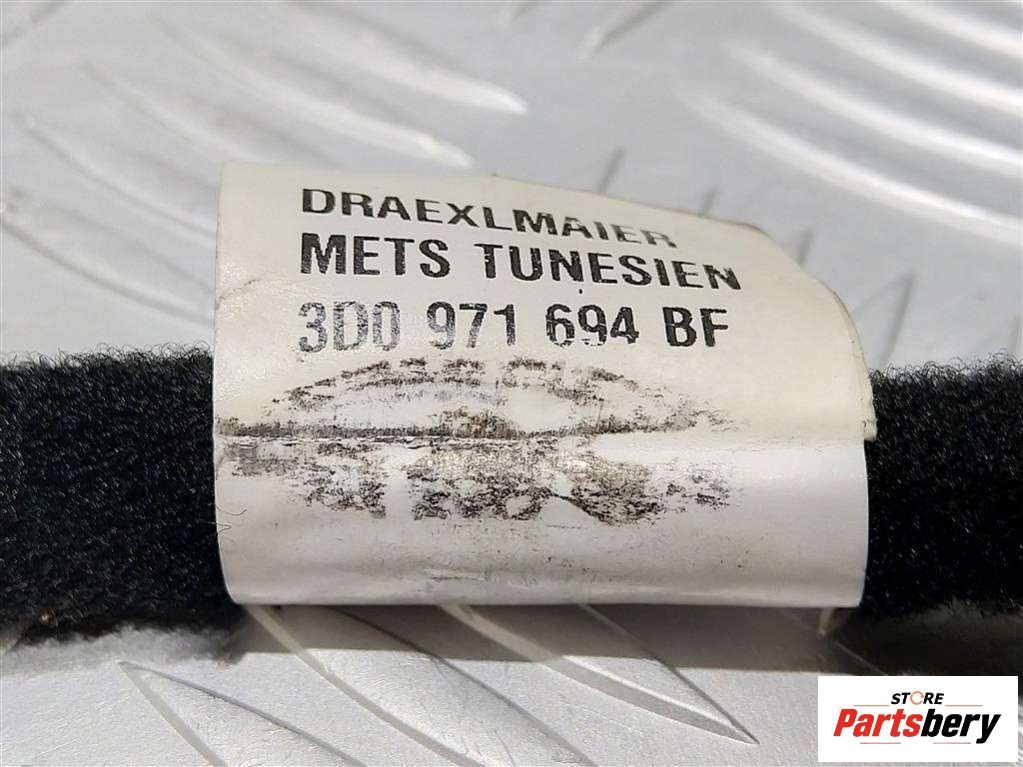 DRAEXLMAIER
METS TUNESIEN
3D0 971 694 BF
STORE
Partsbery